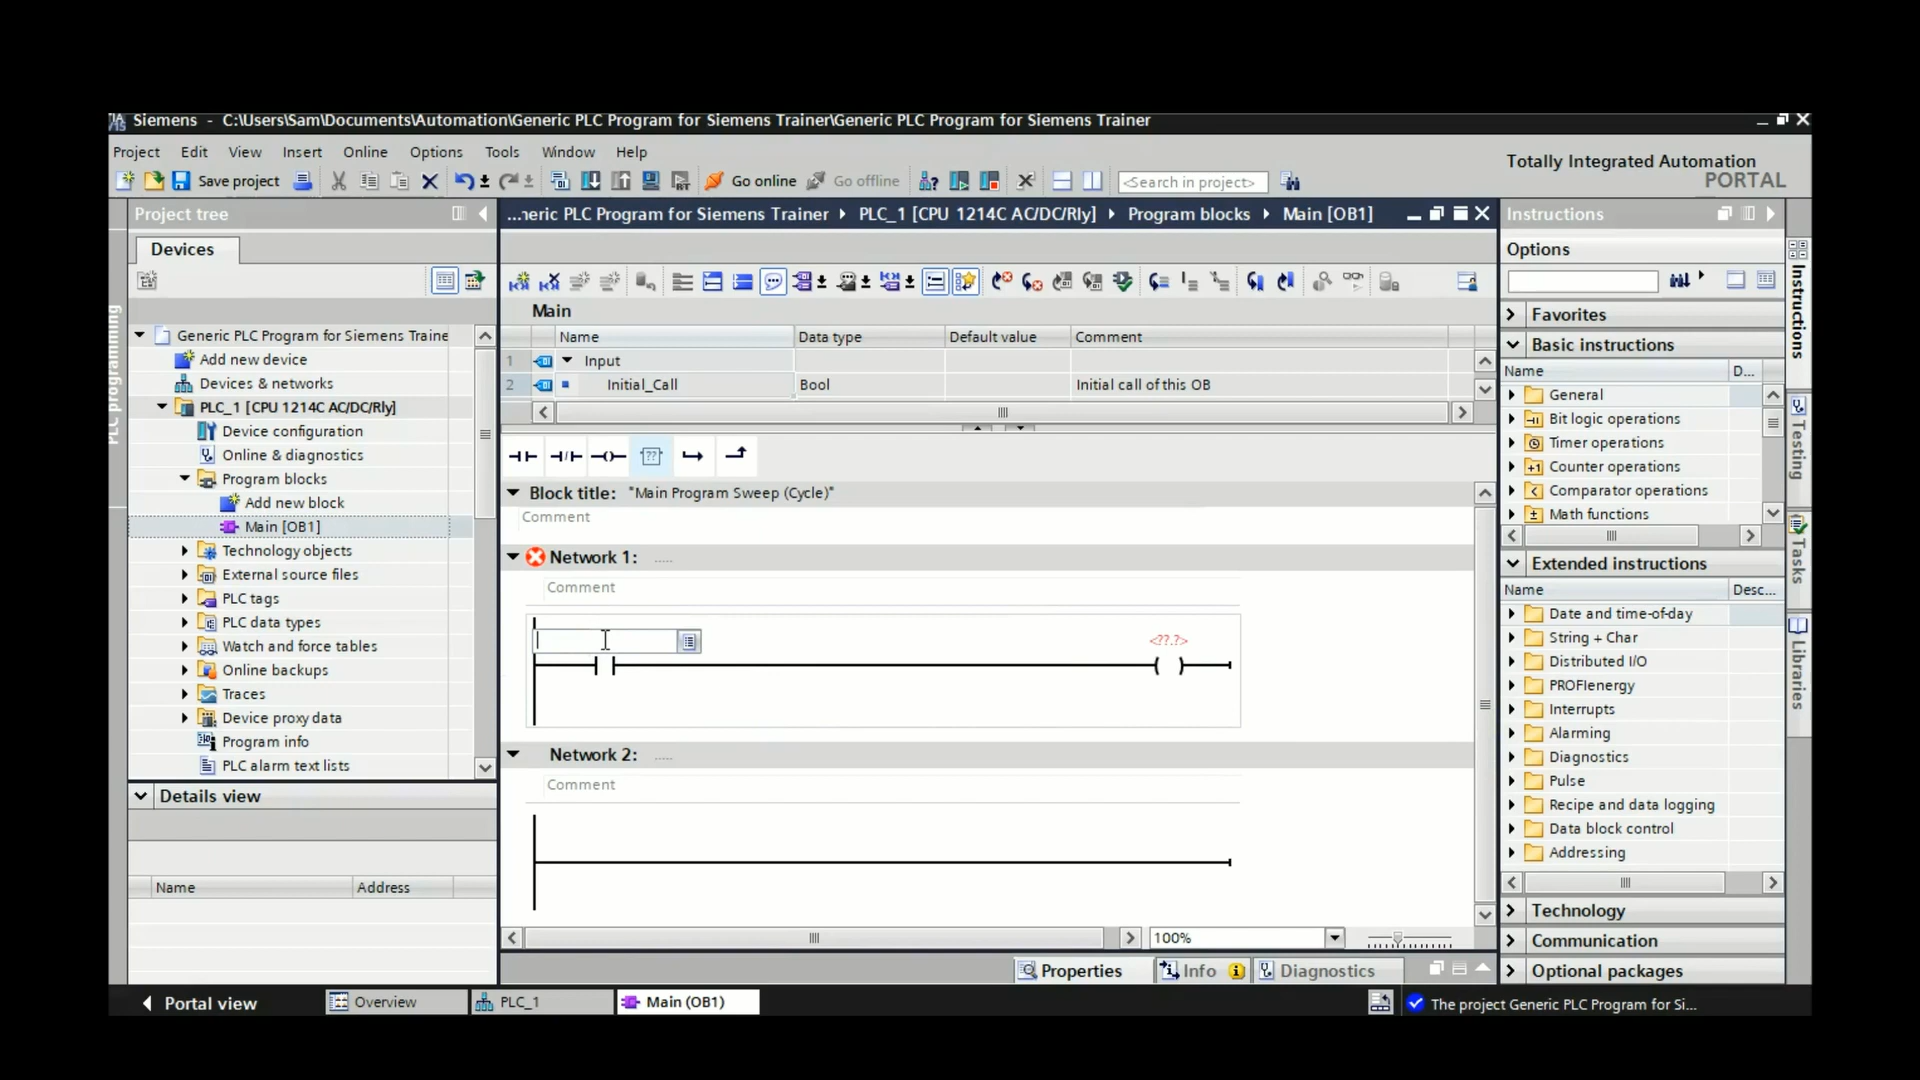 Siemens - C:\Users\Sam\Documents\Automation\Generic PLC Program for Siemens Trainer\Generic PLC Program for Siemens Trainer
Project Edit View Insert Online Options Tools Window Help
Totally Integrated Automation
PORTAL
Save project Go online Go offline <Search in project>
Project tree
...neric PLC Program for Siemens Trainer PLC_1 [CPU 1214C AC/DC/Rly] Program blocks Main [OB1]
Instructions
Devices
Options
PLC programming
Generic PLC Program for Siemens Traine
Add new device
Devices & networks
PLC_1 [CPU 1214C AC/DC/Rly]
Device configuration
Online & diagnostics
Program blocks
Add new block
Main [OB1]
Technology objects
External source files
PLC tags
PLC data types
Watch and force tables
Online backups
Traces
Device proxy data
Program info
PLC alarm text lists
Details view
Name Address
Main
Name Data type Default value Comment
1 Input
2 Initial_Call Bool Initial call of this OB
??
Block title: "Main Program Sweep (Cycle)"
Comment
Network 1: .....
Comment
<??.?>
Network 2: .....
Comment
100%
Properties Info Diagnostics
Favorites
Basic instructions
Name D...
General
Bit logic operations
Timer operations
Counter operations
Comparator operations
Math functions
Extended instructions
Name Desc...
Date and time-of-day
String + Char
Distributed I/O
PROFIenergy
Interrupts
Alarming
Diagnostics
Pulse
Recipe and data logging
Data block control
Addressing
Technology
Communication
Optional packages
Instructions
Testing
Tasks
Libraries
Portal view Overview PLC_1 Main (OB1) The project Generic PLC Program for Si...